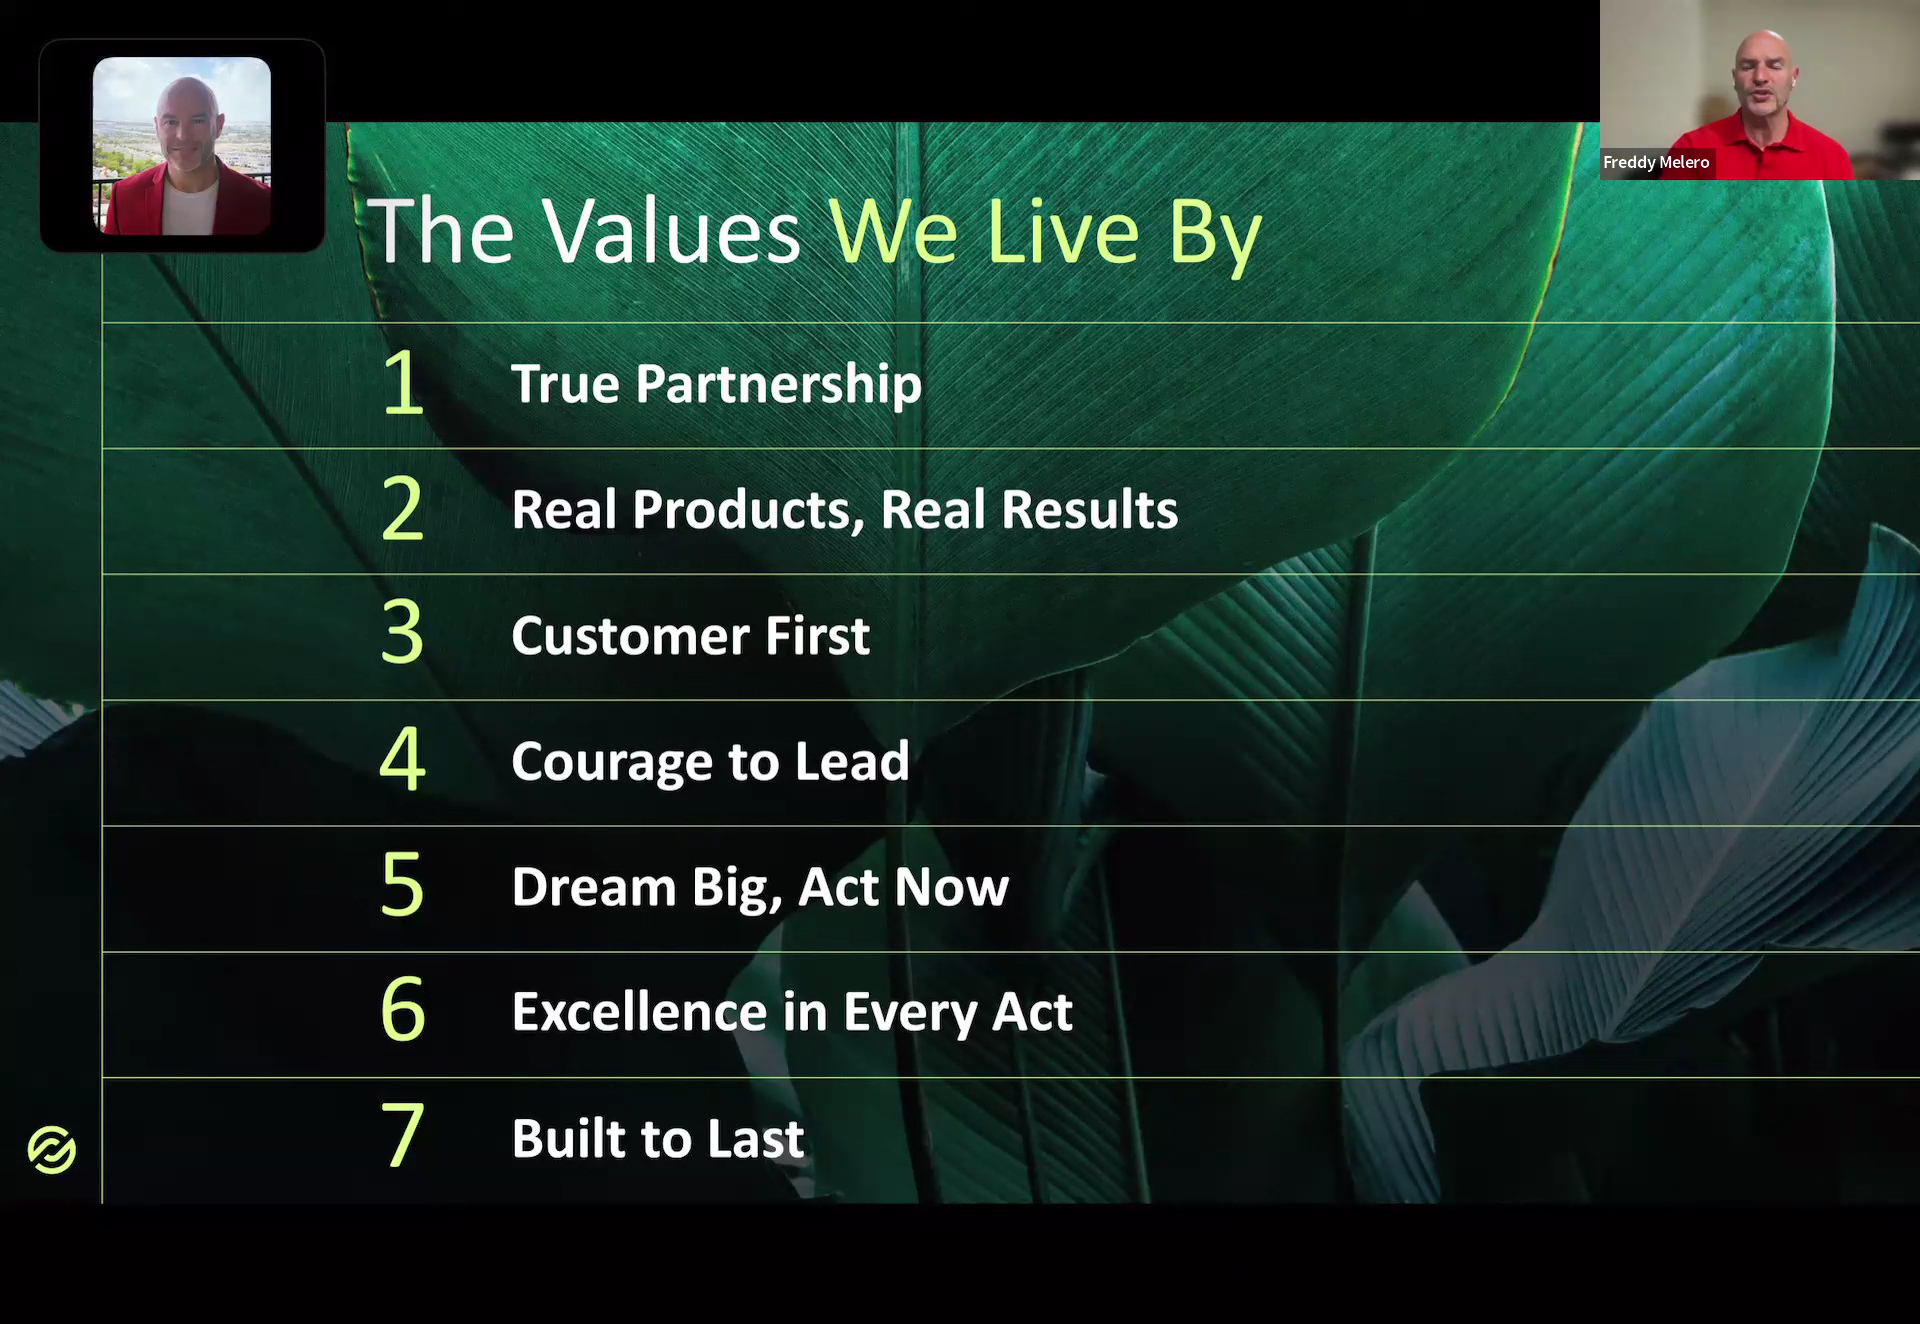 Freddy Melero
The Values We Live By
1 True Partnership
2 Real Products, Real Results
3 Customer First
4 Courage to Lead
5 Dream Big, Act Now
6 Excellence in Every Act
7 Built to Last